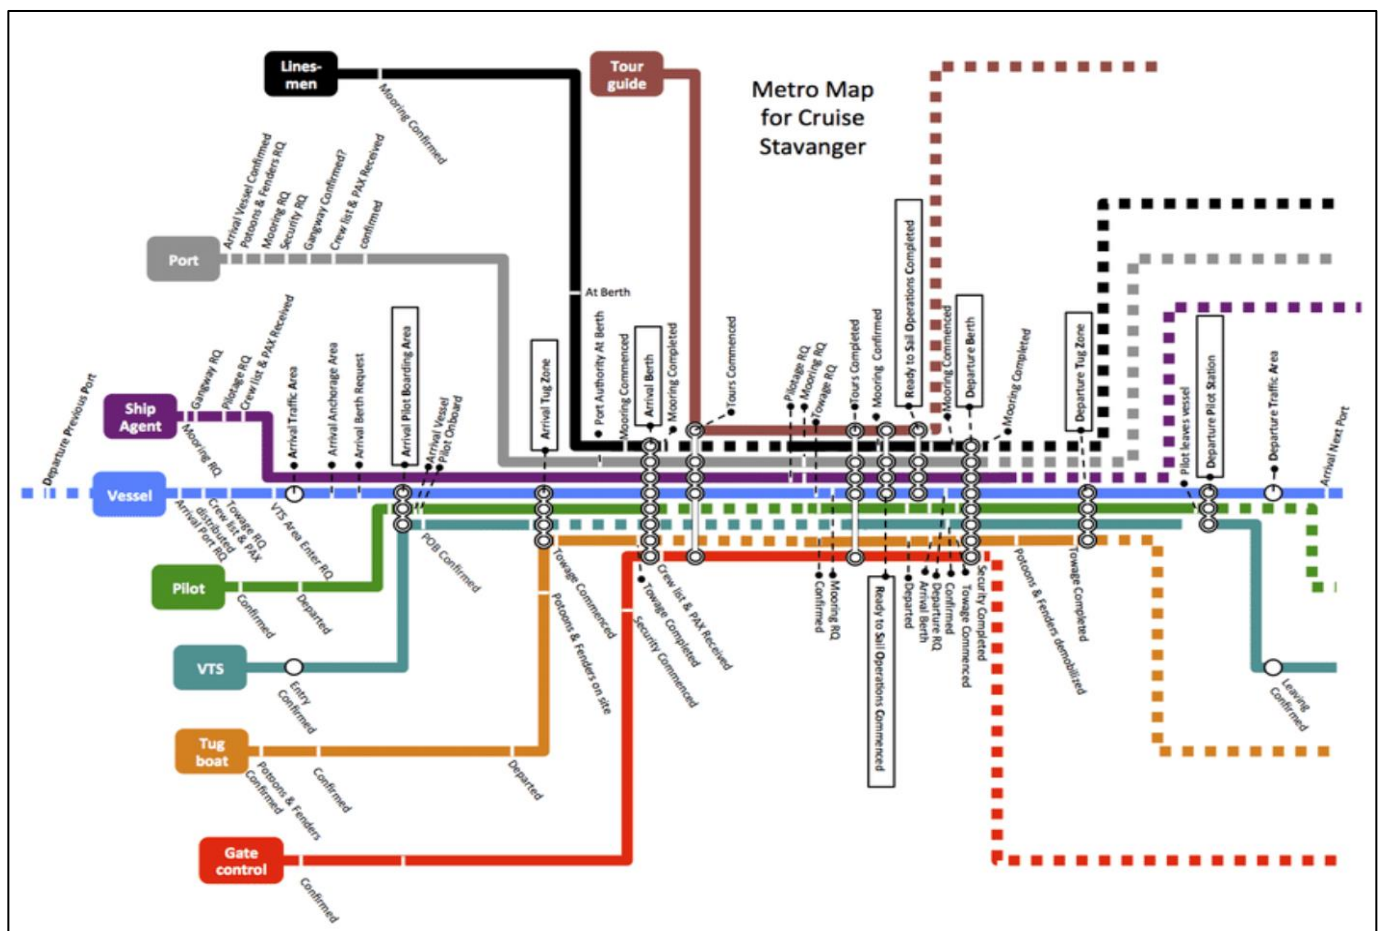 Metro Map
for Cruise
Stavanger
Lines-
men
Mooring Confirmed
At Berth
Tour
guide
Port
Arrival Vessel Confirmed
Potoons & Fenders RQ
Mooring RQ
Security RQ
Gangway Confirmed?
Crew list & PAX Received
confirmed
Ship
Agent
Mooring RQ
Gangway RQ
Pilotage RQ
Crew list & PAX Received
Departure Previous Port
Vessel
Arrival Port RQ
Crew list & PAX
distributed
Towage RQ
VTS Area Enter RQ
Arrival Traffic Area
Arrival Anchorage Area
Arrival Berth Request
Arrival Pilot Boarding Area
Arrival Vessel
Pilot Onboard
POB Confirmed
Arrival Tug Zone
Port Authority At Berth
Mooring Commenced
Arrival Berth
Mooring Completed
Tours Commenced
Pilotage RQ
Mooring RQ
Towage RQ
Tours Completed
Mooring Confirmed
Ready to Sail Operations Completed
Mooring Commenced
Departure Berth
Mooring Completed
Departure Tug Zone
Pilot leaves vessel
Departure Pilot Station
Departure Traffic Area
Arrival Next Port
Pilot
Confirmed
Departed
VTS
Entry
Confirmed
Tug
boat
Potoons & Fenders
Confirmed
Confirmed
Departed
Towage Commenced
Potoons & Fenders on site
Gate
control
Confirmed
Security Commenced
Towage Completed
Crew list & PAX Received
Confirmed
Mooring RQ
Ready to Sail Operations Commenced
Departed
Arrival Berth
Departure RQ
Confirmed
Towage Commenced
Security Completed
Potoons & Fenders demobilized
Towage Completed
Leaving
Confirmed